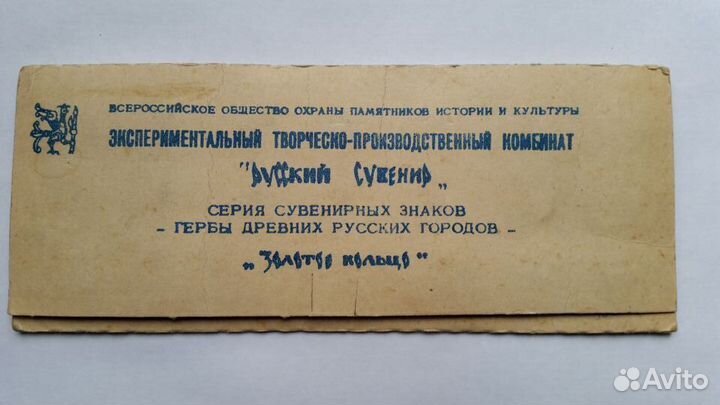 ВСЕРОССИЙСКОЕ ОБЩЕСТВО ОХРАНЫ ПАМЯТНИКОВ ИСТОРИИ И КУЛЬТУРЫ
ЭКСПЕРИМЕНТАЛЬНЫЙ ТВОРЧЕСКО-ПРОИЗВОДСТВЕННЫЙ КОМБИНАТ
"РУССКИЙ СУВЕНИР„
СЕРИЯ СУВЕНИРНЫХ ЗНАКОВ
- ГЕРБЫ ДРЕВНИХ РУССКИХ ГОРОДОВ -
„Золотое кольцо"
Avito